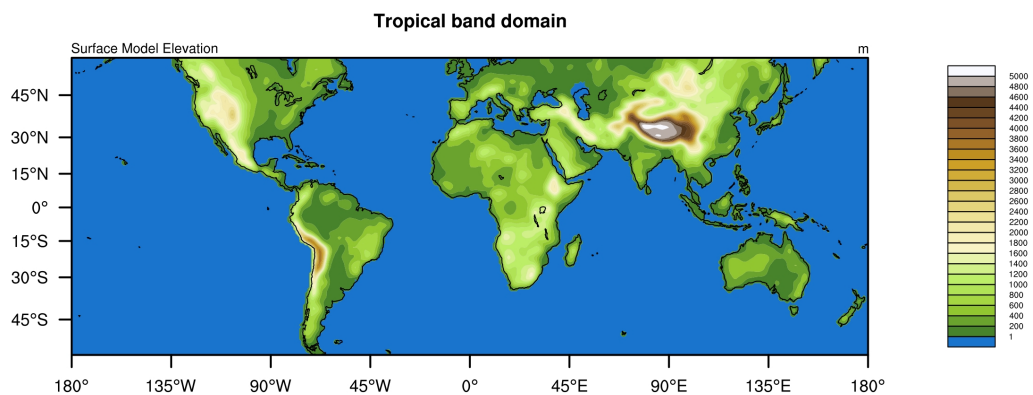 Tropical band domain
Surface Model Elevation
m
45°N
30°N
15°N
0°
15°S
30°S
45°S
180°
135°W
90°W
45°W
0°
45°E
90°E
135°E
180°
5000
4800
4600
4400
4200
4000
3800
3600
3400
3200
3000
2800
2600
2400
2200
2000
1800
1600
1400
1200
1000
800
600
400
200
1